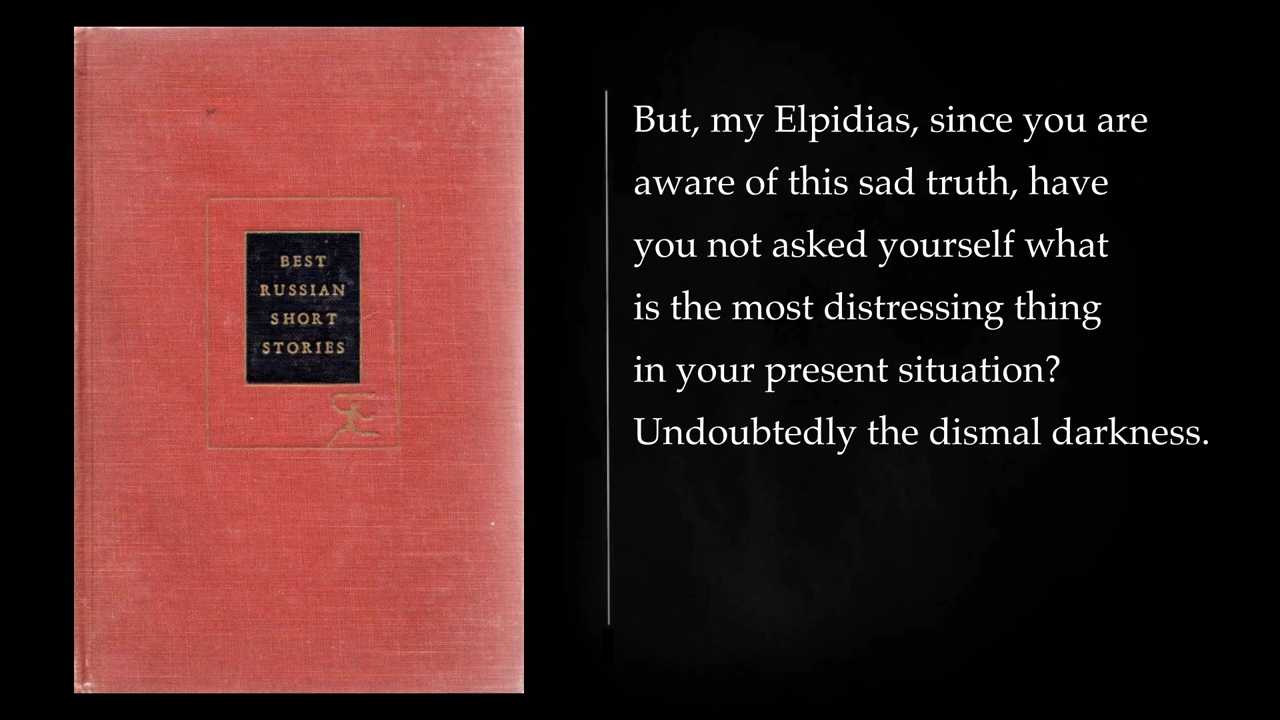 BEST
RUSSIAN
SHORT
STORIES
But, my Elpidias, since you are
aware of this sad truth, have
you not asked yourself what
is the most distressing thing
in your present situation?
Undoubtedly the dismal darkness.